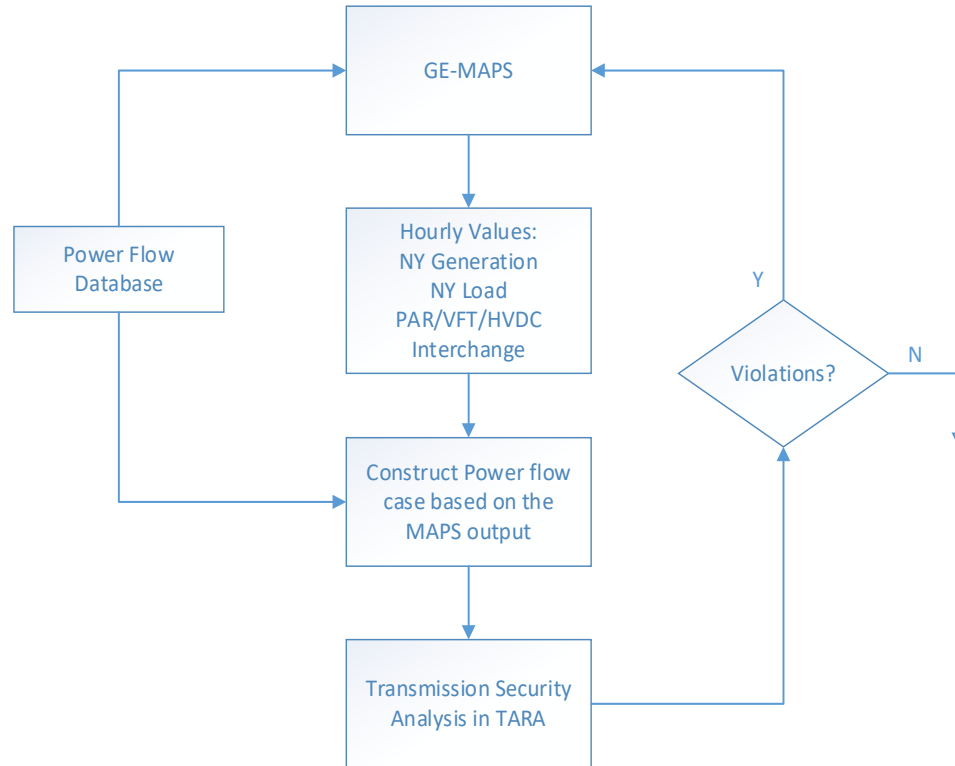 GE-MAPS
Hourly Values:
NY Generation
NY Load
PAR/VFT/HVDC
Interchange
Power Flow
Database
Y
N
Violations?
Construct Power flow
case based on the
MAPS output
Transmission Security
Analysis in TARA